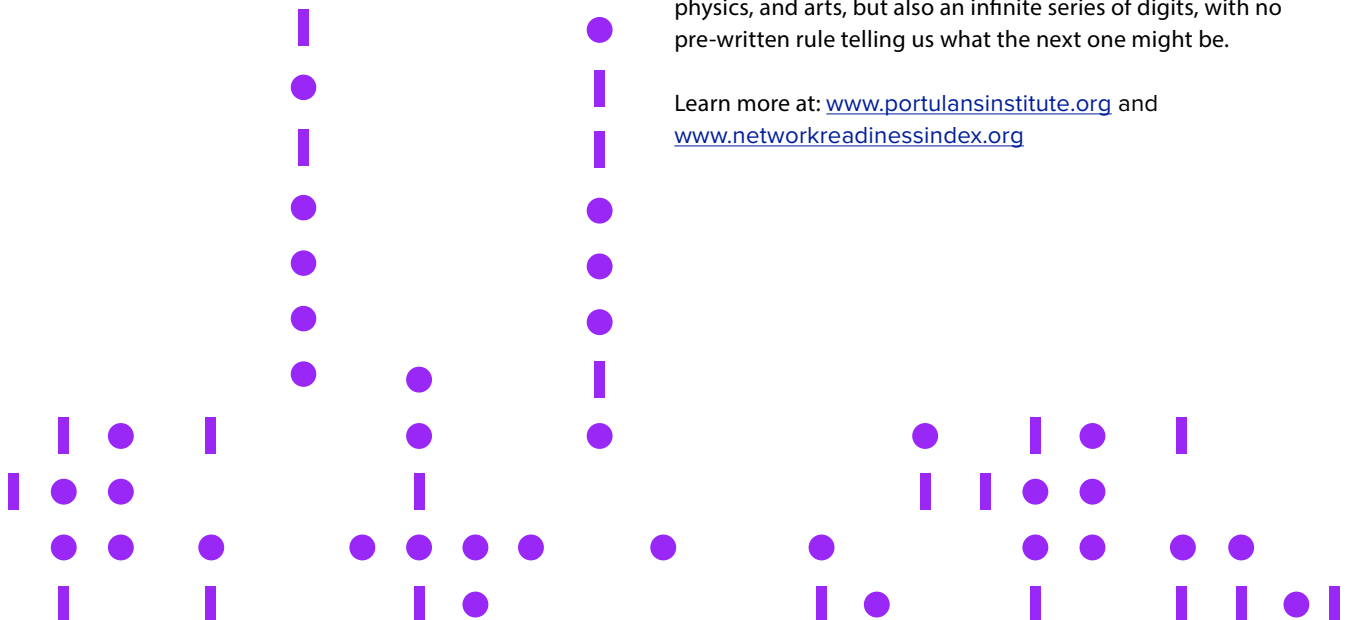 physics, and arts, but also an infinite series of digits, with no
pre-written rule telling us what the next one might be.
Learn more at: www.portulansinstitute.org and
www.networkreadinessindex.org